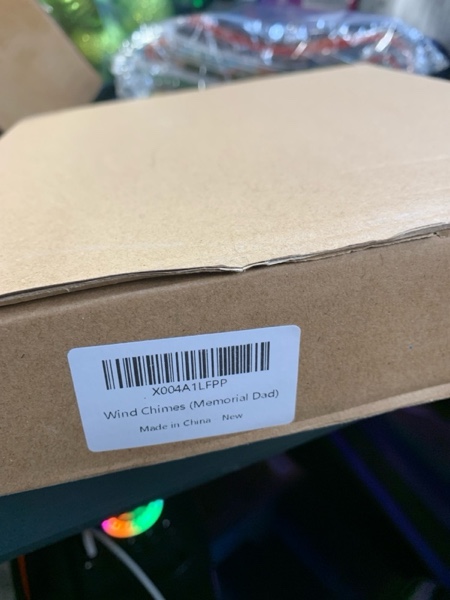 X004A1LFPP
Wind Chimes (Memorial Dad)
Made in China New